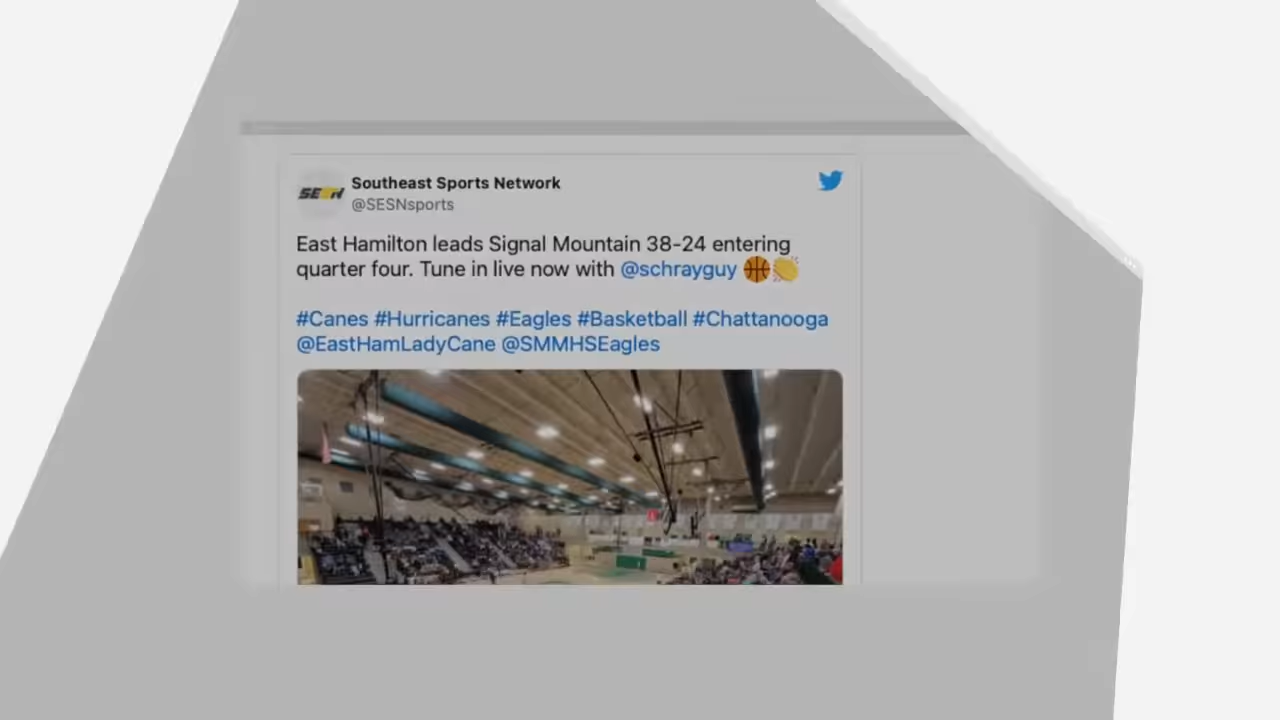 SESN
Southeast Sports Network
@SESNsports
East Hamilton leads Signal Mountain 38-24 entering
quarter four. Tune in live now with @schrayguy
#Canes #Hurricanes #Eagles #Basketball #Chattanooga
@EastHamLadyCane @SMMHSEagles